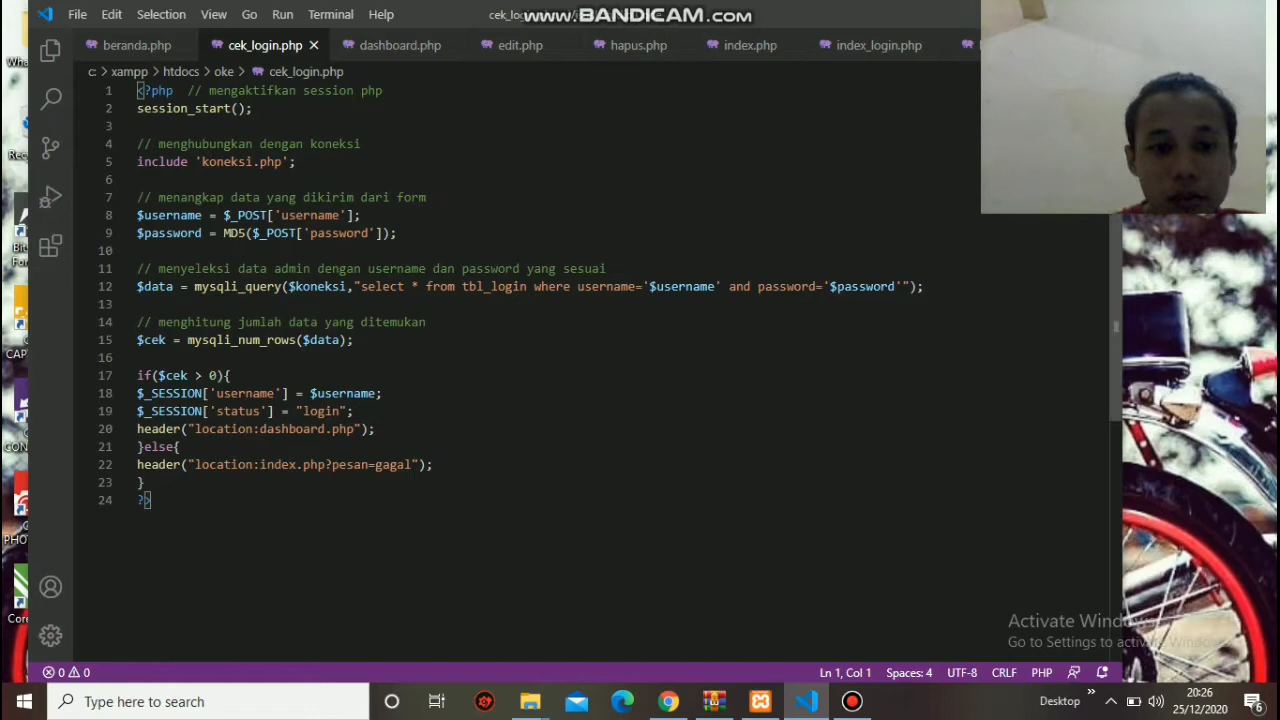 File Edit Selection View Go Run Terminal Help
www.BANDICAM.com
beranda.php cek_login.php dashboard.php edit.php hapus.php index.php index_login.php
c: > xampp > htdocs > oke > cek_login.php
1 <?php // mengaktifkan session php
2 session_start();
3
4 // menghubungkan dengan koneksi
5 include 'koneksi.php';
6
7 // menangkap data yang dikirim dari form
8 $username = $_POST['username'];
9 $password = MD5($_POST['password']);
10
11 // menyeleksi data admin dengan username dan password yang sesuai
12 $data = mysqli_query($koneksi,"select * from tbl_login where username='$username' and password='$password'");
13
14 // menghitung jumlah data yang ditemukan
15 $cek = mysqli_num_rows($data);
16
17 if($cek > 0){
18 $_SESSION['username'] = $username;
19 $_SESSION['status'] = "login";
20 header("location:dashboard.php");
21 }else{
22 header("location:index.php?pesan=gagal");
23 }
24 ?>
Activate Windows
Go to Settings to activate Windows.
0 0 Ln 1, Col 1 Spaces: 4 UTF-8 CRLF PHP
Type here to search
Desktop
20:26
25/12/2020
6